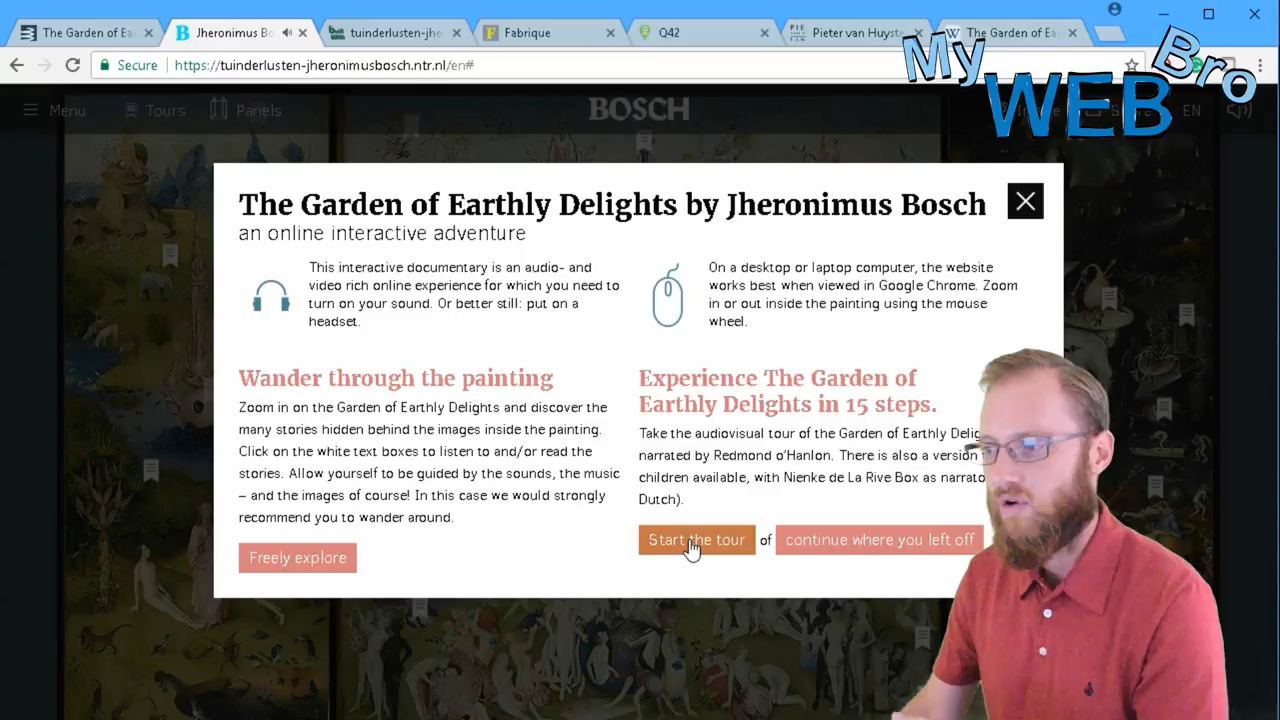 The Garden of Ea
Jheronimus Bo
tuinderlusten-jhe
Fabrique
Q42
Pieter van Huyste
The Garden of Ea
Secure
https://tuinderlusten-jheronimusbosch.ntr.nl/en#
My WEB Bro
Menu
Tours
Panels
BOSCH
EN
The Garden of Earthly Delights by Jheronimus Bosch
an online interactive adventure
This interactive documentary is an audio- and
video rich online experience for which you need to
turn on your sound. Or better still: put on a
headset.
On a desktop or laptop computer, the website
works best when viewed in Google Chrome. Zoom
in or out inside the painting using the mouse
wheel.
Wander through the painting
Zoom in on the Garden of Earthly Delights and discover the
many stories hidden behind the images inside the painting.
Click on the white text boxes to listen to and/or read the
stories. Allow yourself to be guided by the sounds, the music
– and the images of course! In this case we would strongly
recommend you to wander around.
Freely explore
Experience The Garden of
Earthly Delights in 15 steps.
Take the audiovisual tour of the Garden of Earthly Delig
narrated by Redmond o'Hanlon. There is also a version
children available, with Nienke de La Rive Box as narrato
Dutch).
Start the tour
of
continue where you left off